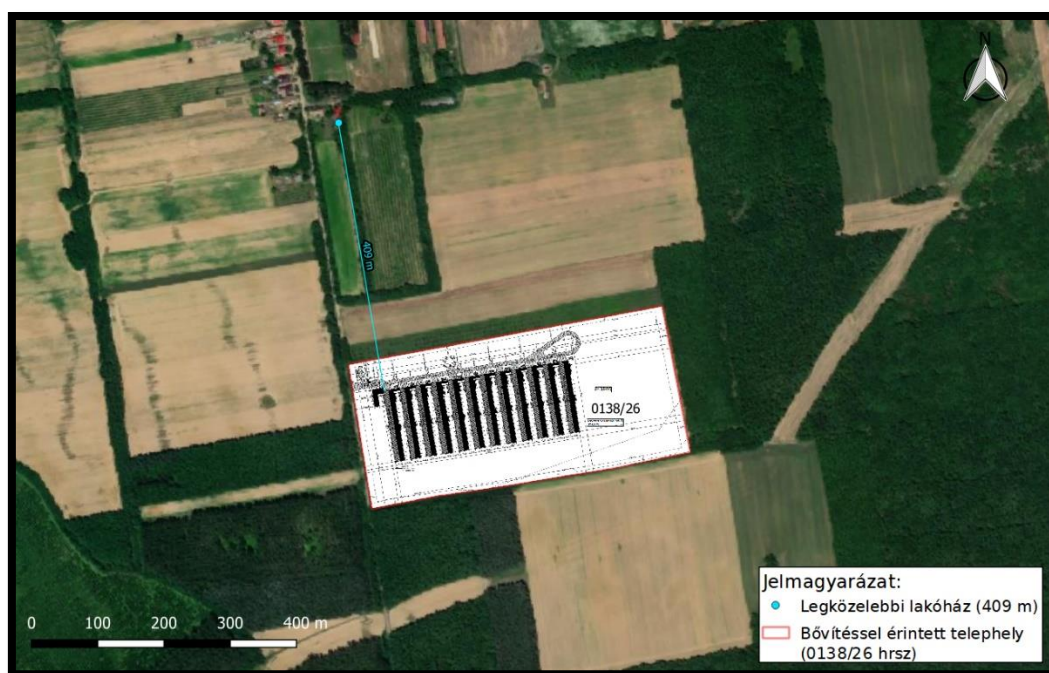 N
409 m
0138/26
0 100 200 300 400 m
Jelmagyarázat:
Legközelebbi lakóház (409 m)
Bővítéssel érintett telephely
(0138/26 hrsz)